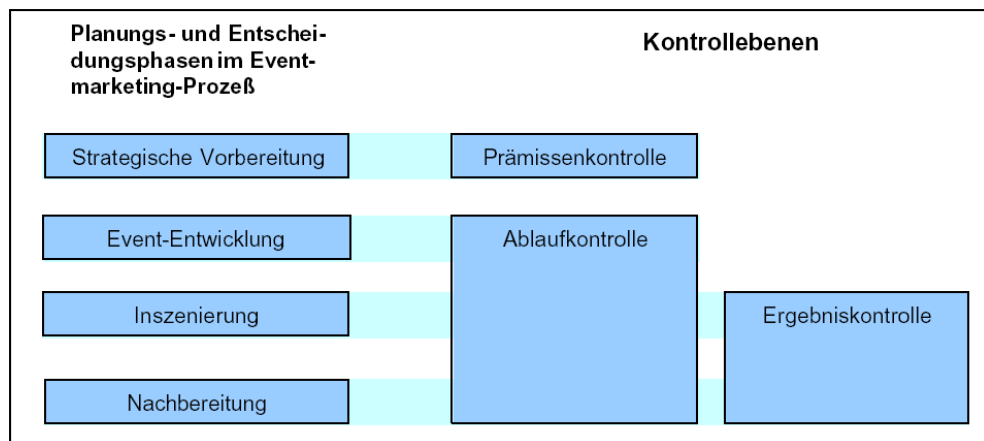 Planungs- und Entschei-
dungsphasen im Event-
marketing-Prozeß
Kontrollebenen
Strategische Vorbereitung
Prämissenkontrolle
Event-Entwicklung
Ablaufkontrolle
Inszenierung
Ergebniskontrolle
Nachbereitung